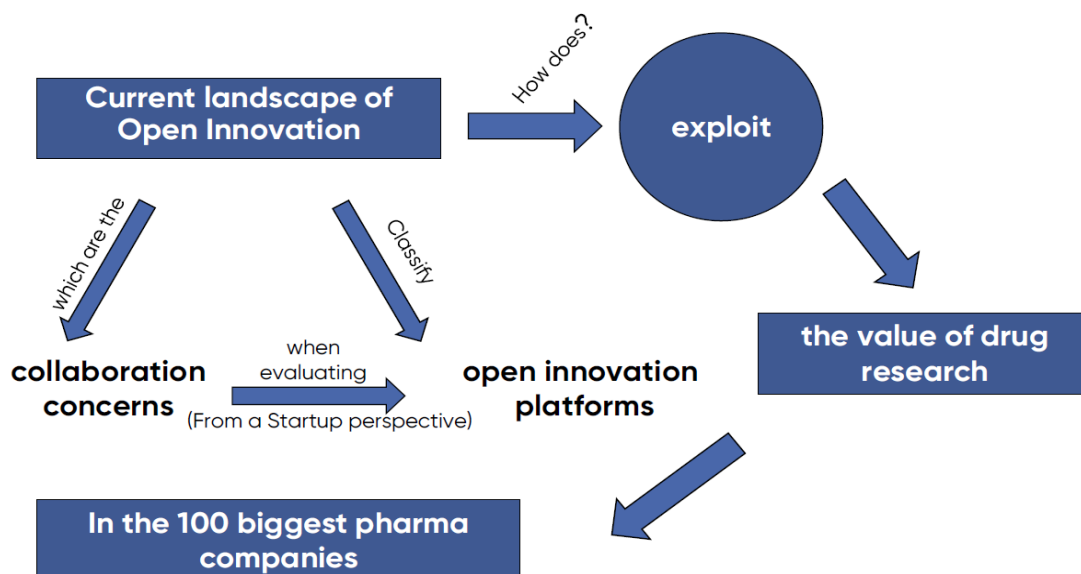 Current landscape of
Open Innovation
How does?
exploit
which are the
Classify
the value of drug
research
collaboration
concerns
when
evaluating
(From a Startup perspective)
open innovation
platforms
In the 100 biggest pharma
companies